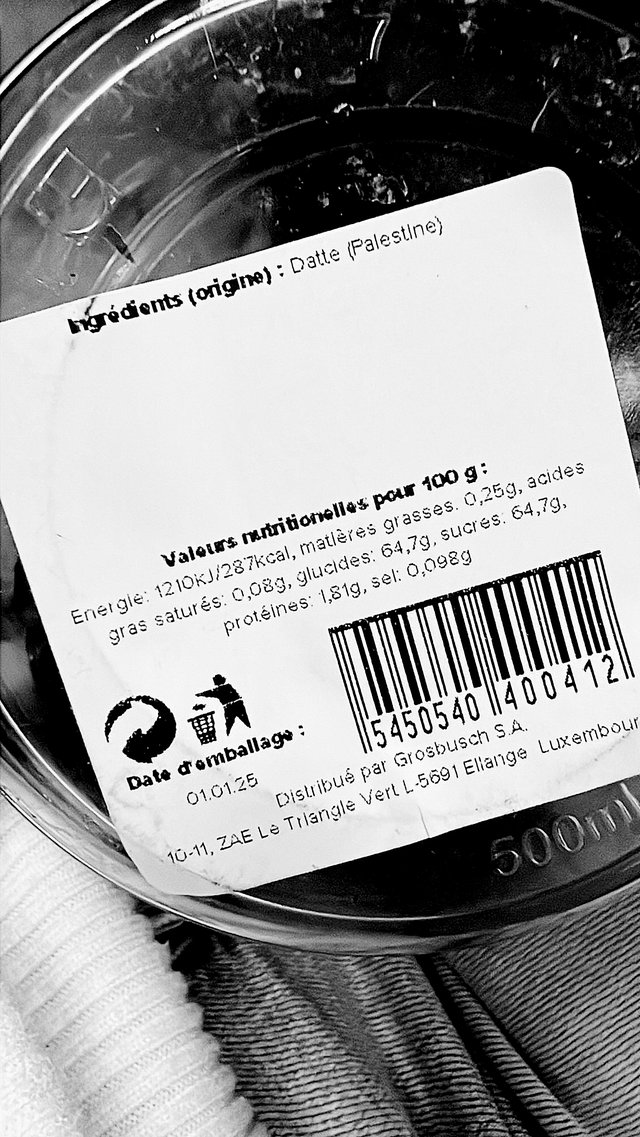 Ingrédients (origine) : Datte (Palestine)
Valeurs nutritionelles pour 100 g :
Energie: 1210kJ/287kcal, matières grasses: 0,25g, acides
gras saturés: 0,08g, glucides: 64,7g, sucres: 64,7g,
protéines: 1,81g, sel: 0,098g
5450540 400412
Date d'emballage :
01.01.25
Distribué par Grosbusch S.A.
10-11, ZAE Le Triangle Vert L-5691 Ellange Luxembour
500ml